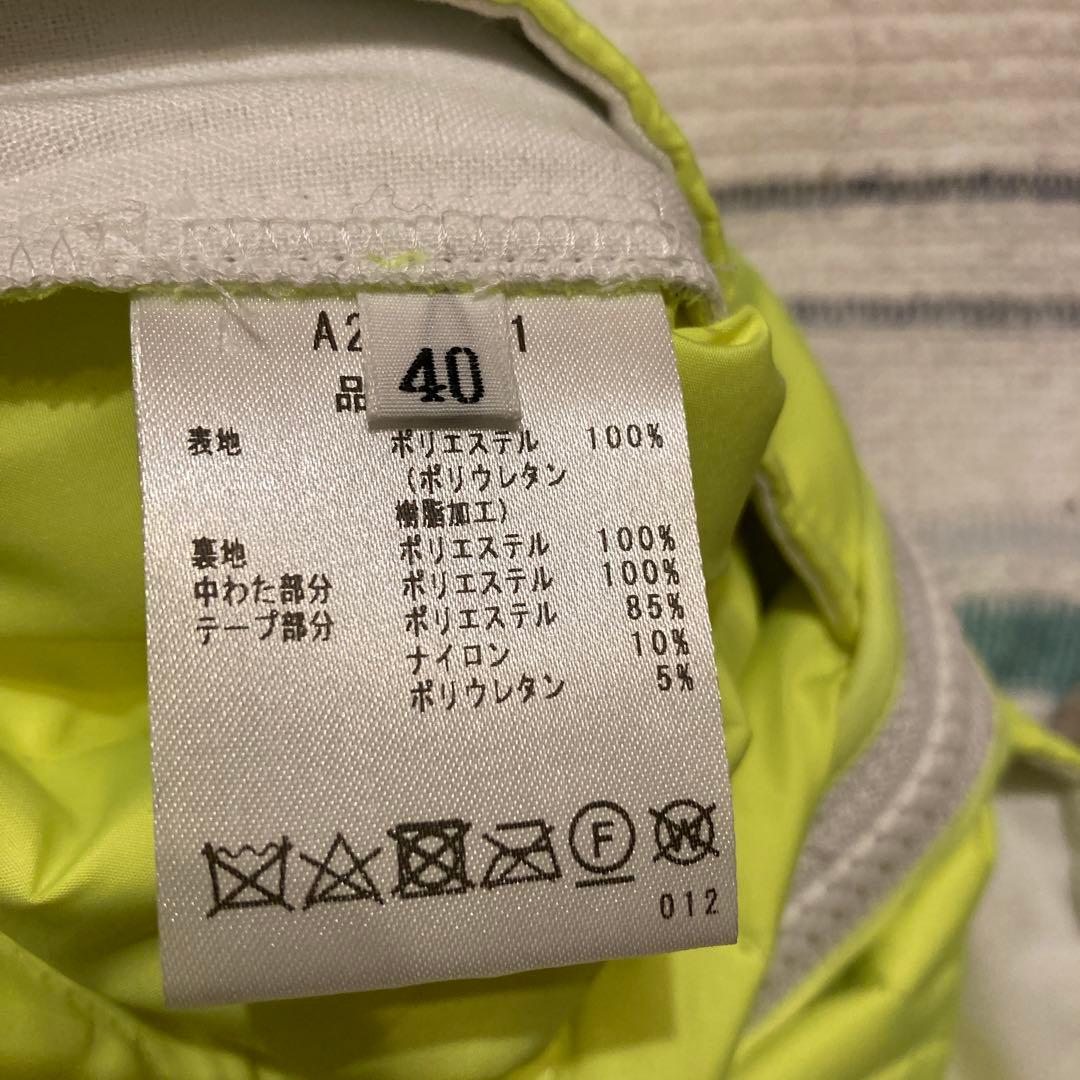 A2 1
40
品
表地 ポリエステル 100%
(ポリウレタン
樹脂加工)
裏地 ポリエステル 100%
中わた部分 ポリエステル 100%
テープ部分 ポリエステル 85%
ナイロン 10%
ポリウレタン 5%
F W
012